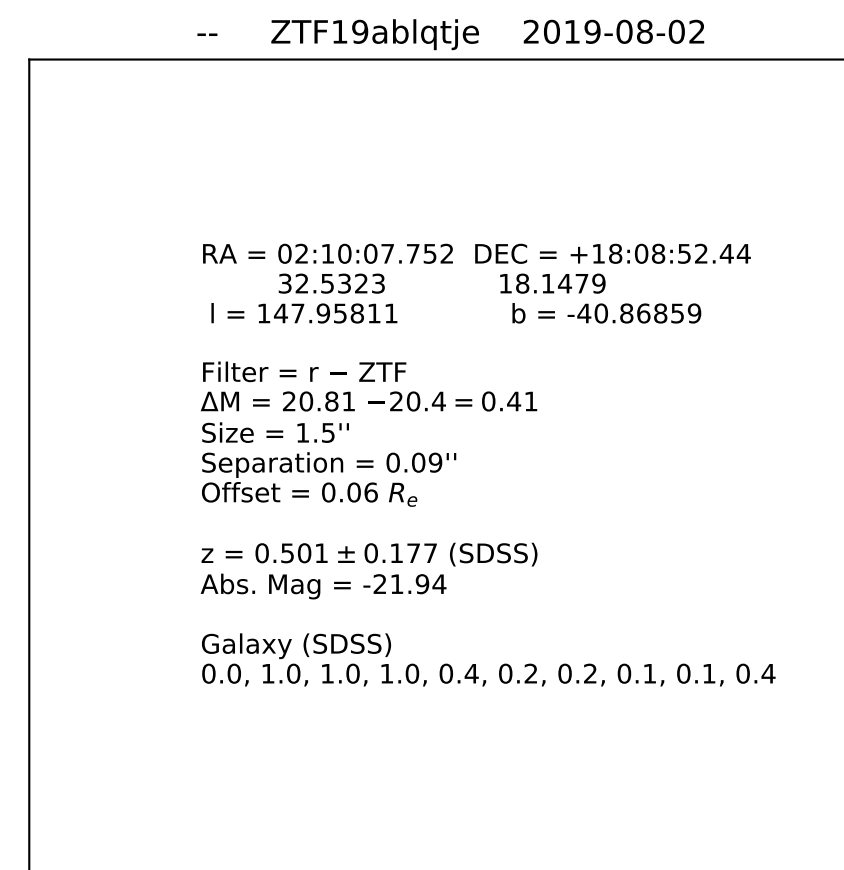 -- ZTF19ablqtje 2019-08-02
RA = 02:10:07.752 DEC = +18:08:52.44
32.5323 18.1479
l = 147.95811 b = -40.86859
Filter = r − ZTF
ΔM = 20.81 −20.4 = 0.41
Size = 1.5''
Separation = 0.09''
Offset = 0.06 Rₑ
z = 0.501 ± 0.177 (SDSS)
Abs. Mag = -21.94
Galaxy (SDSS)
0.0, 1.0, 1.0, 1.0, 0.4, 0.2, 0.2, 0.1, 0.1, 0.4